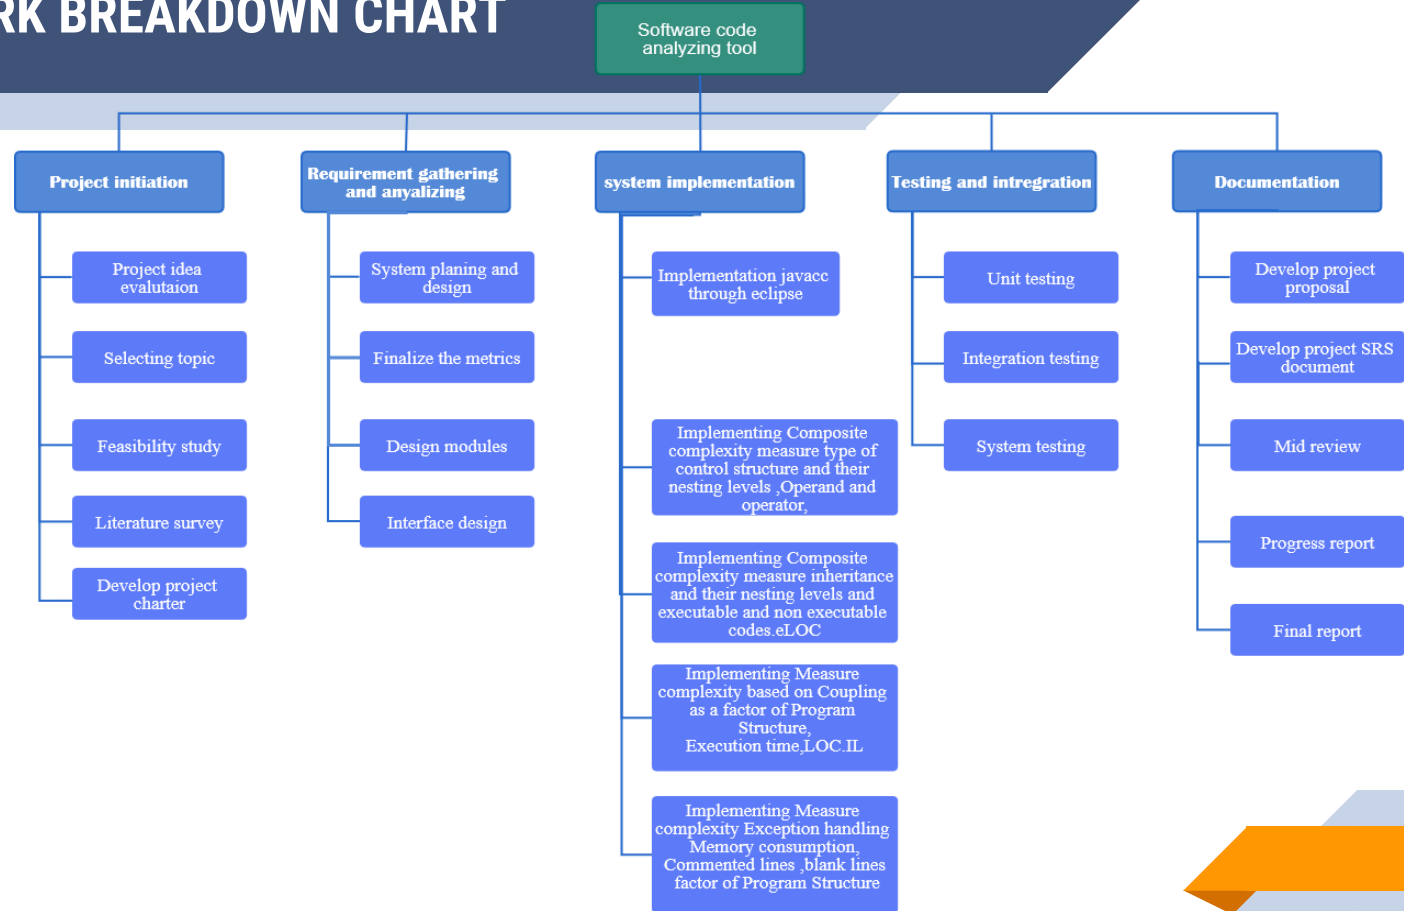 RK BREAKDOWN CHART
Software code
analyzing tool
Project initiation
Project idea
evalutaion
Selecting topic
Feasibility study
Literature survey
Develop project
charter
Requirement gathering
and anyalizing
System planing and
design
Finalize the metrics
Design modules
Interface design
system implementation
Implementation javacc
through eclipse
Implementing Composite
complexity measure type of
control structure and their
nesting levels ,Operand and
operator,
Implementing Composite
complexity measure inheritance
and their nesting levels and
executable and non executable
codes.eLOC
Implementing Measure
complexity based on Coupling
as a factor of Program
Structure,
Execution time,LOC.IL
Implementing Measure
complexity Exception handling
Memory consumption,
Commented lines ,blank lines
factor of Program Structure
Testing and intregration
Unit testing
Integration testing
System testing
Documentation
Develop project
proposal
Develop project SRS
document
Mid review
Progress report
Final report